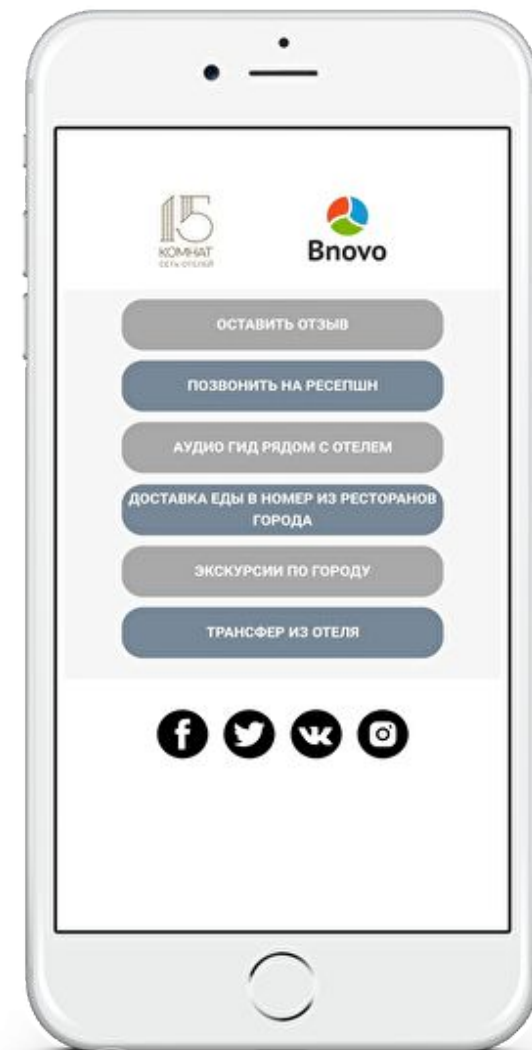 15
КОМНАТ
СЕТЬ ОТЕЛЕЙ
Bnovo
ОСТАВИТЬ ОТЗЫВ
ПОЗВОНИТЬ НА РЕСЕПШН
АУДИО ГИД РЯДОМ С ОТЕЛЕМ
ДОСТАВКА ЕДЫ В НОМЕР ИЗ РЕСТОРАНОВ
ГОРОДА
ЭКСКУРСИИ ПО ГОРОДУ
ТРАНСФЕР ИЗ ОТЕЛЯ